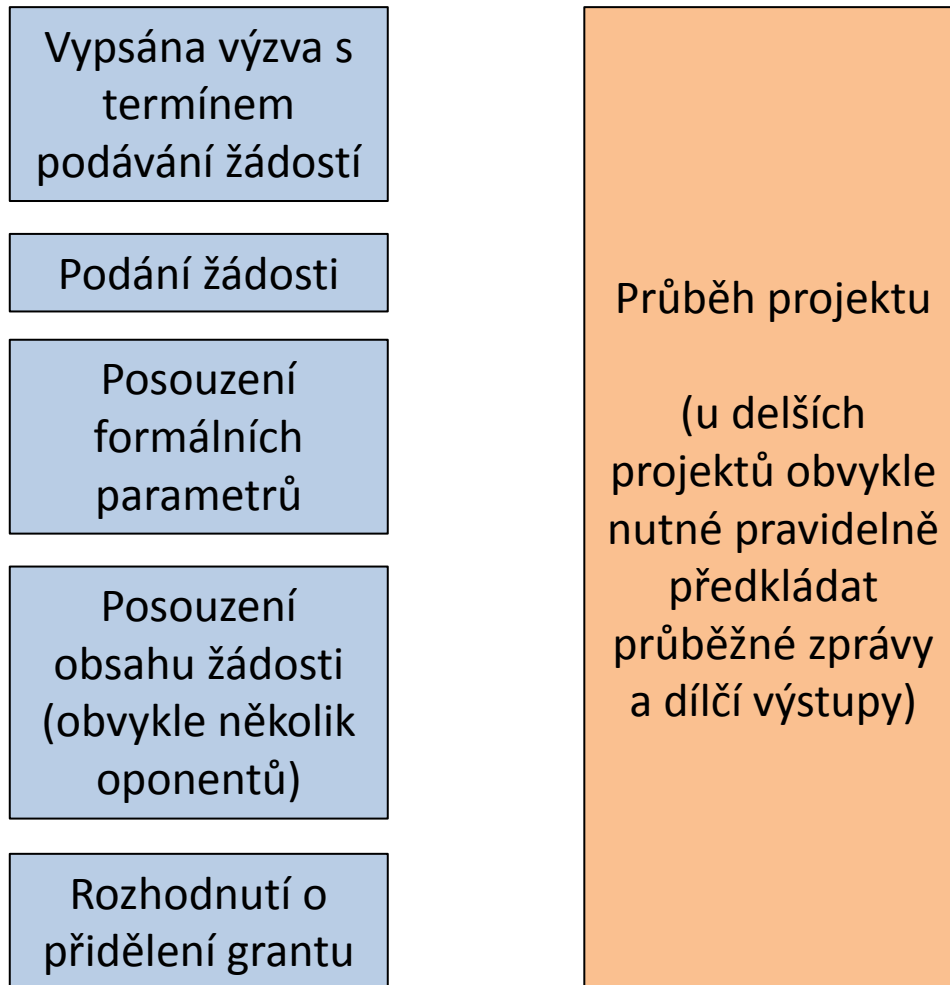 Vypsána výzva s
termínem
podávání žádostí
Podání žádosti
Posouzení
formálních
parametrů
Posouzení
obsahu žádosti
(obvykle několik
oponentů)
Rozhodnutí o
přidělení grantu
Průběh projektu
(u delších
projektů obvykle
nutné pravidelně
předkládat
průběžné zprávy
a dílčí výstupy)